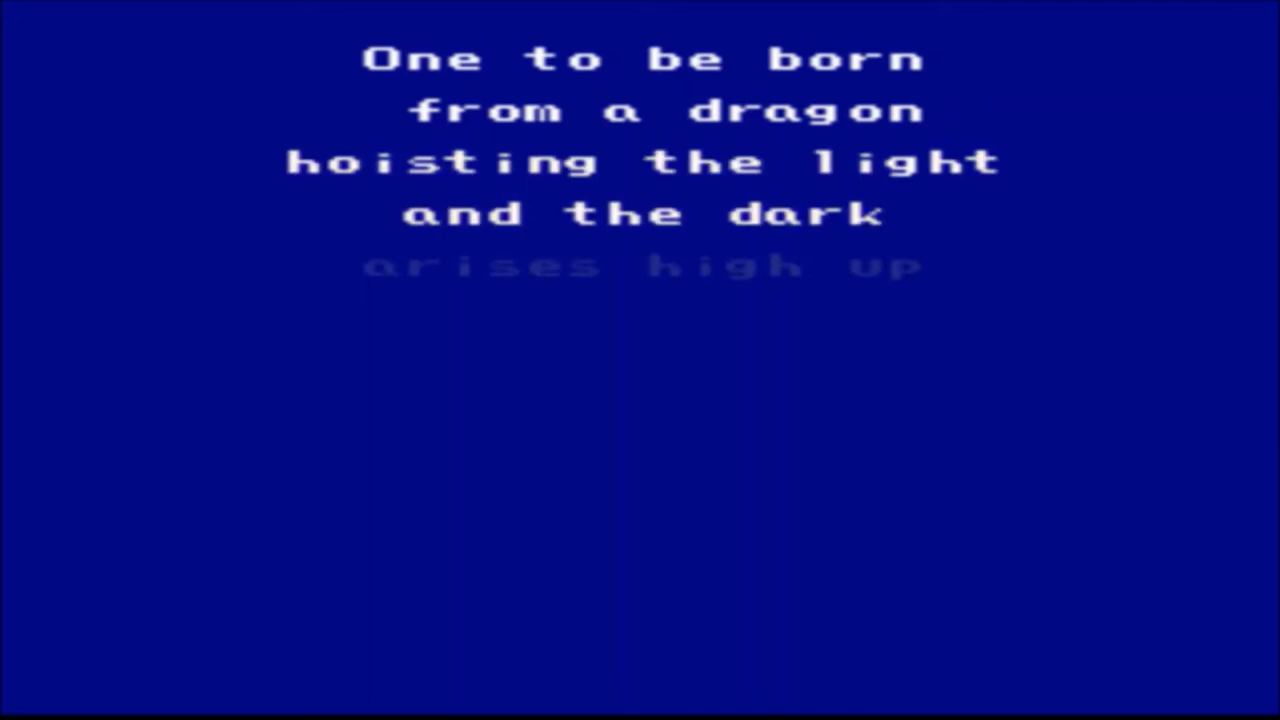 One to be born
from a dragon
hoisting the light
and the dark
arises high up